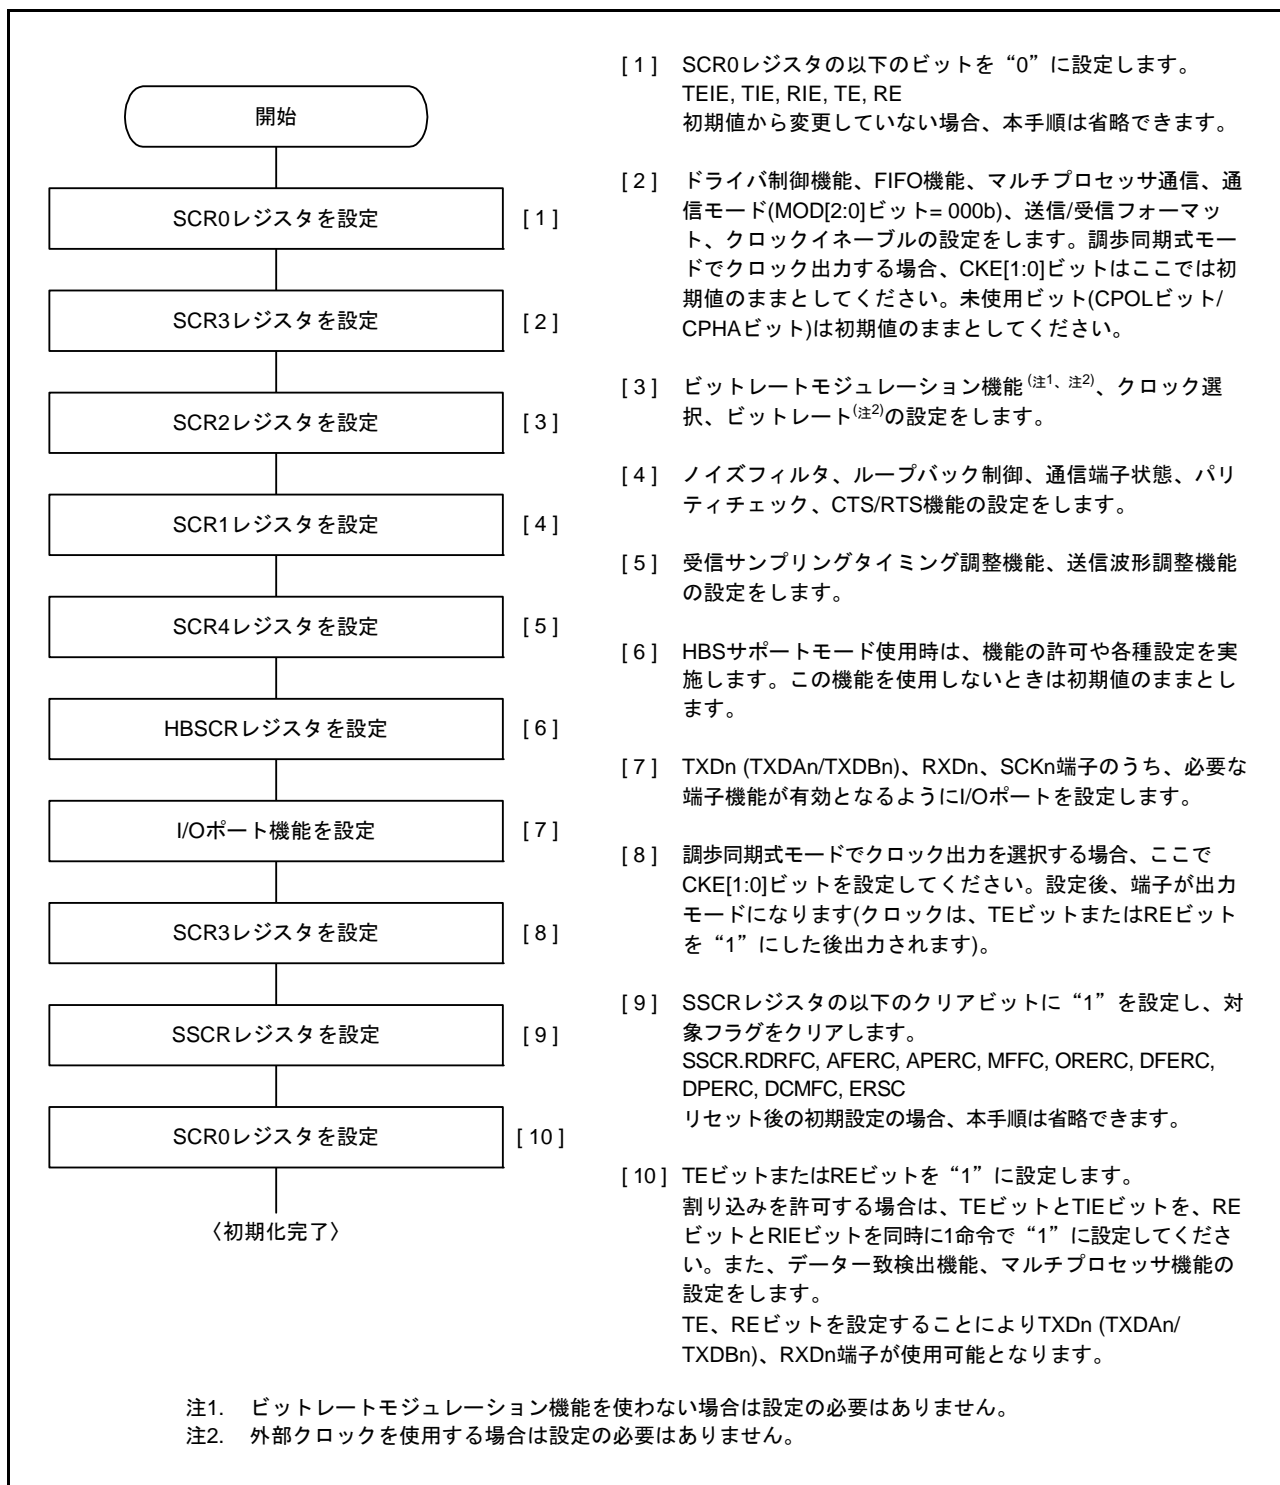 開始
SCR0レジスタを設定 [ 1 ]
SCR3レジスタを設定 [ 2 ]
SCR2レジスタを設定 [ 3 ]
SCR1レジスタを設定 [ 4 ]
SCR4レジスタを設定 [ 5 ]
HBSCRレジスタを設定 [ 6 ]
I/Oポート機能を設定 [ 7 ]
SCR3レジスタを設定 [ 8 ]
SSCRレジスタを設定 [ 9 ]
SCR0レジスタを設定 [ 10 ]
〈初期化完了〉
[ 1 ] SCR0レジスタの以下のビットを“0”に設定します。
TEIE, TIE, RIE, TE, RE
初期値から変更していない場合、本手順は省略できます。
[ 2 ] ドライバ制御機能、FIFO機能、マルチプロセッサ通信、通
信モード(MOD[2:0]ビット= 000b)、送信/受信フォーマッ
ト、クロックイネーブルの設定をします。調歩同期式モー
ドでクロック出力する場合、CKE[1:0]ビットはここでは初
期値のままとしてください。未使用ビット(CPOLビット/
CPHAビット)は初期値のままとしてください。
[ 3 ] ビットレートモジュレーション機能(注1、注2)、クロック選
択、ビットレート(注2)の設定をします。
[ 4 ] ノイズフィルタ、ループバック制御、通信端子状態、パリ
ティチェック、CTS/RTS機能の設定をします。
[ 5 ] 受信サンプリングタイミング調整機能、送信波形調整機能
の設定をします。
[ 6 ] HBSサポートモード使用時は、機能の許可や各種設定を実
施します。この機能を使用しないときは初期値のままとし
ます。
[ 7 ] TXDn (TXDAn/TXDBn)、RXDn、SCKn端子のうち、必要な
端子機能が有効となるようにI/Oポートを設定します。
[ 8 ] 調歩同期式モードでクロック出力を選択する場合、ここで
CKE[1:0]ビットを設定してください。設定後、端子が出力
モードになります(クロックは、TEビットまたはREビット
を“1”にした後出力されます)。
[ 9 ] SSCRレジスタの以下のクリアビットに“1”を設定し、対
象フラグをクリアします。
SSCR.RDRFC, AFERC, APERC, MFFC, ORERC, DFERC,
DPERC, DCMFC, ERSC
リセット後の初期設定の場合、本手順は省略できます。
[ 10 ] TEビットまたはREビットを“1”に設定します。
割り込みを許可する場合は、TEビットとTIEビットを、RE
ビットとRIEビットを同時に1命令で“1”に設定してくださ
い。また、データ一致検出機能、マルチプロセッサ機能の
設定をします。
TE、REビットを設定することによりTXDn (TXDAn/
TXDBn)、RXDn端子が使用可能となります。
注1. ビットレートモジュレーション機能を使わない場合は設定の必要はありません。
注2. 外部クロックを使用する場合は設定の必要はありません。